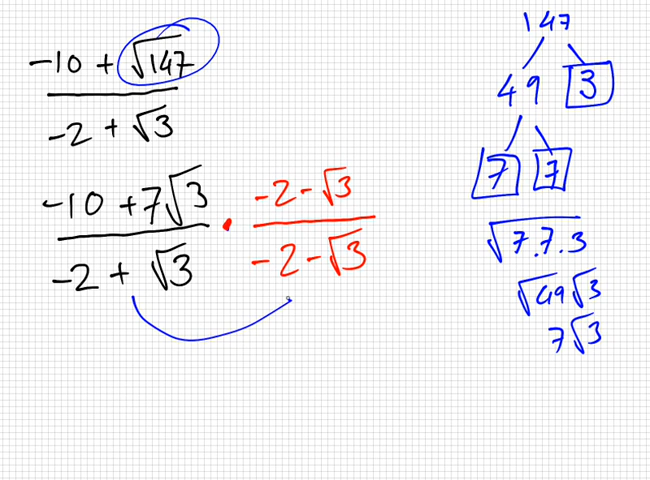 -10 + √147
-2 + √3
-10 + 7√3 · -2 - √3
-2 + √3 -2 - √3
147
49 3
7 7
√7.7.3
√49 √3
7√3